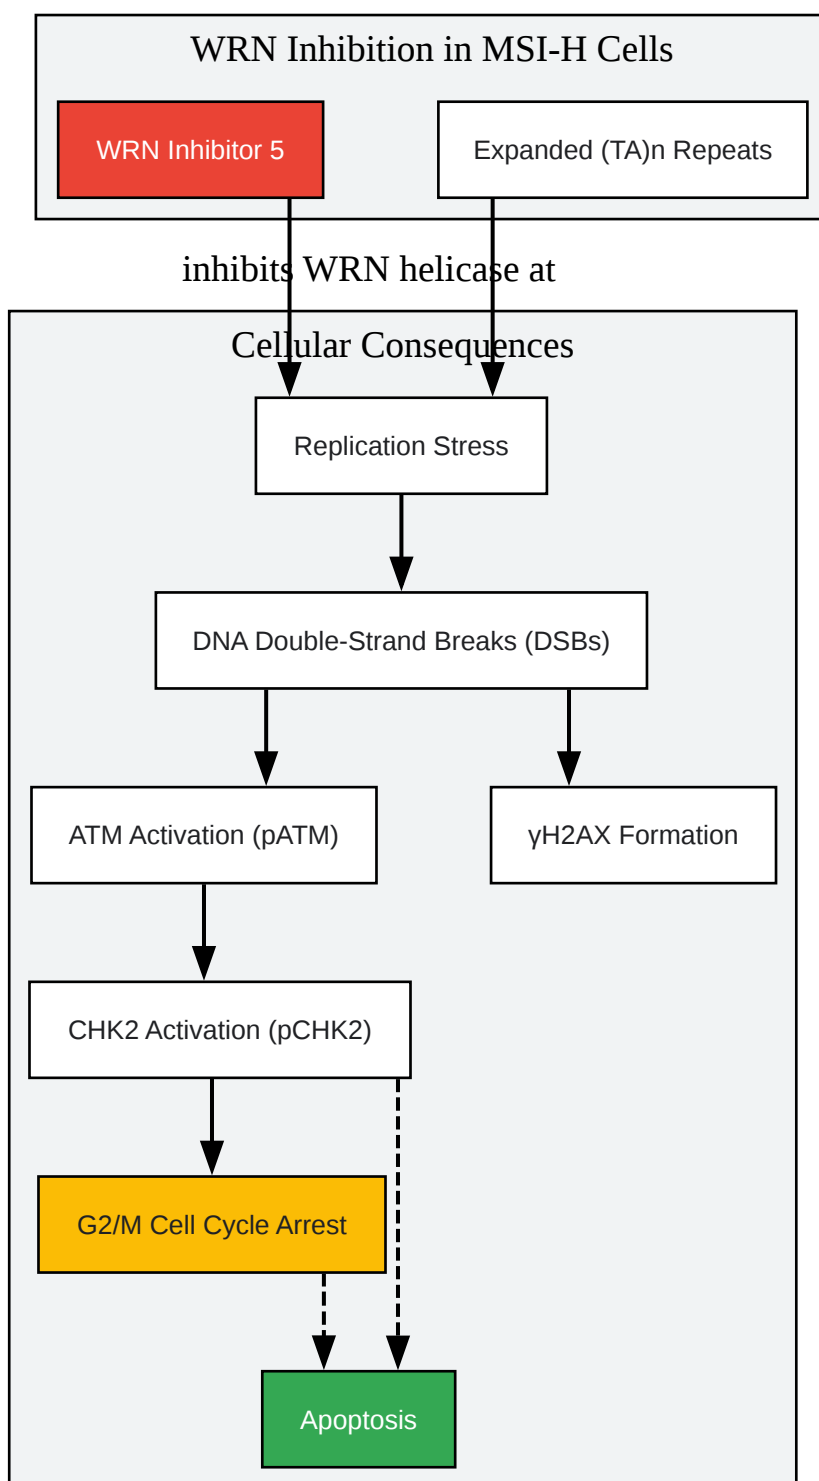 WRN Inhibition in MSI-H Cells
WRN Inhibitor 5
Expanded (TA)n Repeats
inhibits WRN helicase at
Cellular Consequences
Replication Stress
DNA Double-Strand Breaks (DSBs)
ATM Activation (pATM)
γH2AX Formation
CHK2 Activation (pCHK2)
G2/M Cell Cycle Arrest
Apoptosis